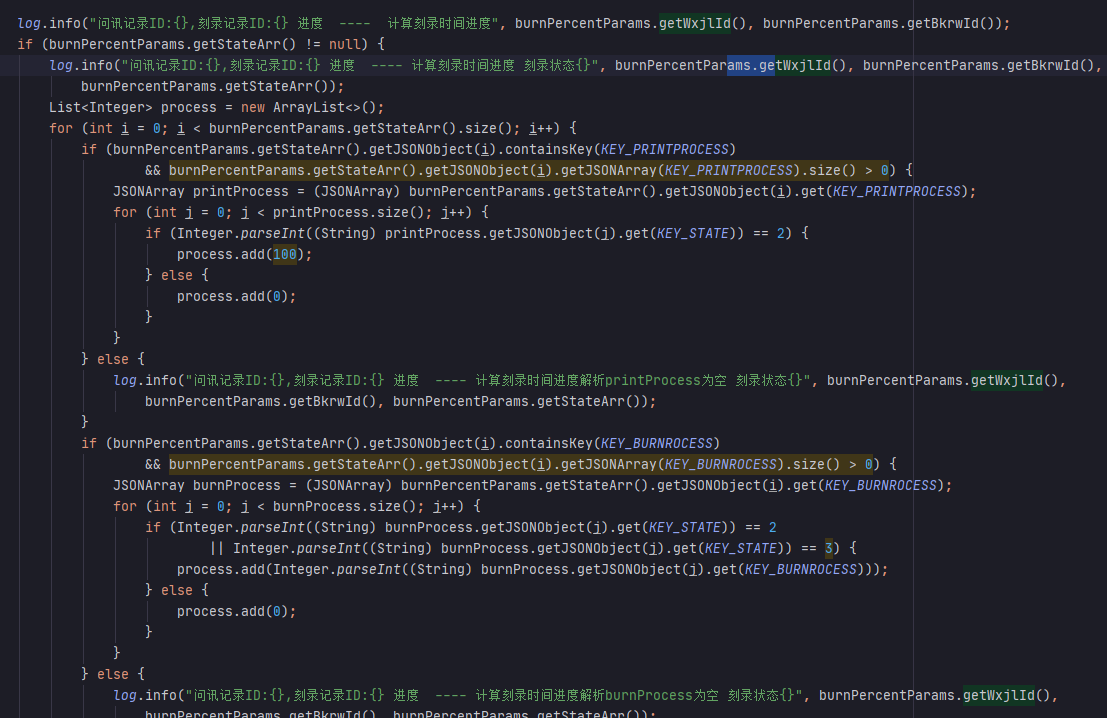 log.info("问讯记录ID:{},刻录记录ID:{} 进度  ----  计算刻录时间进度", burnPercentParams.getWxjlId(), burnPercentParams.getBkrwId());
if (burnPercentParams.getStateArr() != null) {
log.info("问讯记录ID:{},刻录记录ID:{} 进度  ---- 计算刻录时间进度 刻录状态{}", burnPercentParams.getWxjlId(), burnPercentParams.getBkrwId(),
burnPercentParams.getStateArr());
List<Integer> process = new ArrayList<>();
for (int i = 0; i < burnPercentParams.getStateArr().size(); i++) {
if (burnPercentParams.getStateArr().getJSONObject(i).containsKey(KEY_PRINTPROCESS)
&& burnPercentParams.getStateArr().getJSONObject(i).getJSONArray(KEY_PRINTPROCESS).size() > 0) {
JSONArray printProcess = (JSONArray) burnPercentParams.getStateArr().getJSONObject(i).get(KEY_PRINTPROCESS);
for (int j = 0; j < printProcess.size(); j++) {
if (Integer.parseInt((String) printProcess.getJSONObject(j).get(KEY_STATE)) == 2) {
process.add(100);
} else {
process.add(0);
}
}
} else {
log.info("问讯记录ID:{},刻录记录ID:{} 进度  ---- 计算刻录时间进度解析printProcess为空 刻录状态{}", burnPercentParams.getWxjlId(),
burnPercentParams.getBkrwId(), burnPercentParams.getStateArr());
}
if (burnPercentParams.getStateArr().getJSONObject(i).containsKey(KEY_BURNROCESS)
&& burnPercentParams.getStateArr().getJSONObject(i).getJSONArray(KEY_BURNROCESS).size() > 0) {
JSONArray burnProcess = (JSONArray) burnPercentParams.getStateArr().getJSONObject(i).get(KEY_BURNROCESS);
for (int j = 0; j < burnProcess.size(); j++) {
if (Integer.parseInt((String) burnProcess.getJSONObject(j).get(KEY_STATE)) == 2
|| Integer.parseInt((String) burnProcess.getJSONObject(j).get(KEY_STATE)) == 3) {
process.add(Integer.parseInt((String) burnProcess.getJSONObject(j).get(KEY_BURNROCESS)));
} else {
process.add(0);
}
}
} else {
log.info("问讯记录ID:{},刻录记录ID:{} 进度  ---- 计算刻录时间进度解析burnProcess为空 刻录状态{}", burnPercentParams.getWxjlId(),
burnPercentParams.getBkrwId(), burnPercentParams.getStateArr());